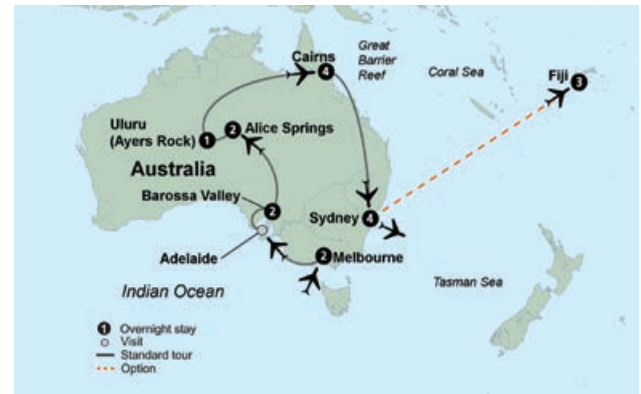 Great
Barrier
Reef
Cairns
4
Coral Sea
Fiji
3
Uluru
(Ayers Rock)
1
2
Alice Springs
Australia
Barossa Valley
2
Sydney
4
Adelaide
2
Melbourne
Tasman Sea
Indian Ocean
1 Overnight stay
Visit
Standard tour
Option